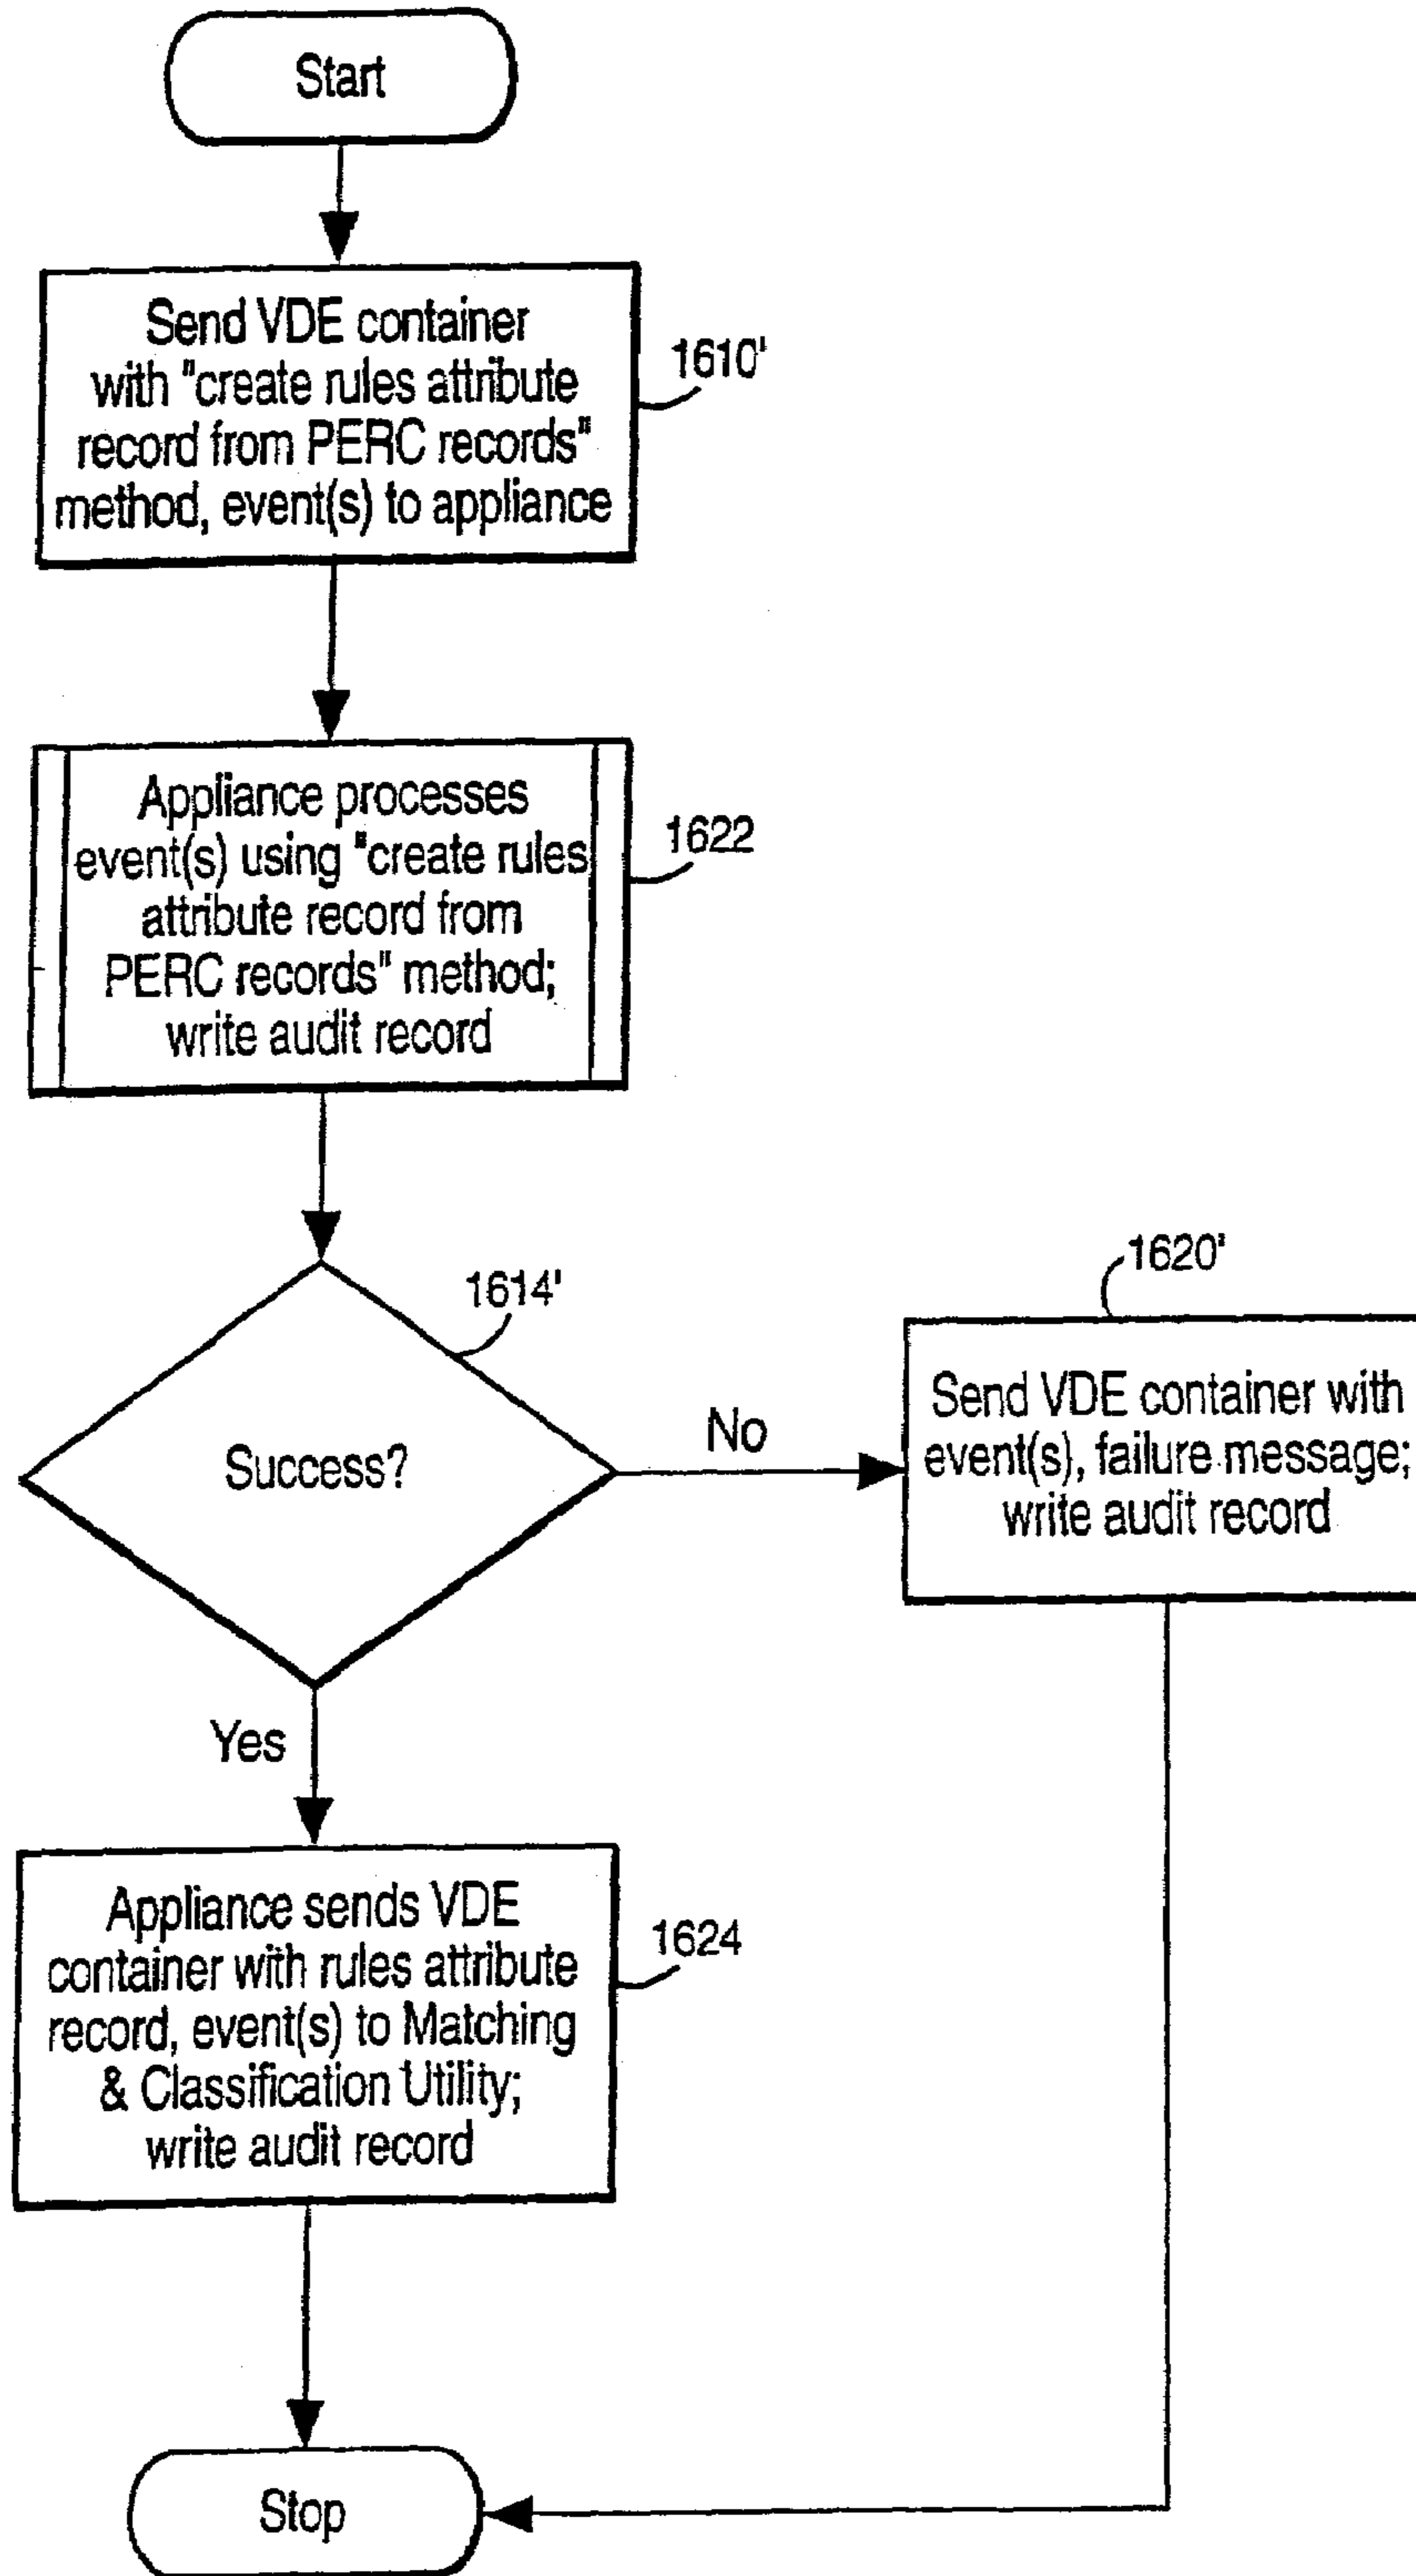 Start
Send VDE container
with "create rules attribute
record from PERC records"
method, event(s) to appliance
1610'
Appliance processes
event(s) using "create rules
attribute record from
PERC records" method;
write audit record
1622
1614'
Success?
No
1620'
Send VDE container with
event(s), failure message;
write audit record
Yes
Appliance sends VDE
container with rules attribute
record, event(s) to Matching
& Classification Utility;
write audit record
1624
Stop